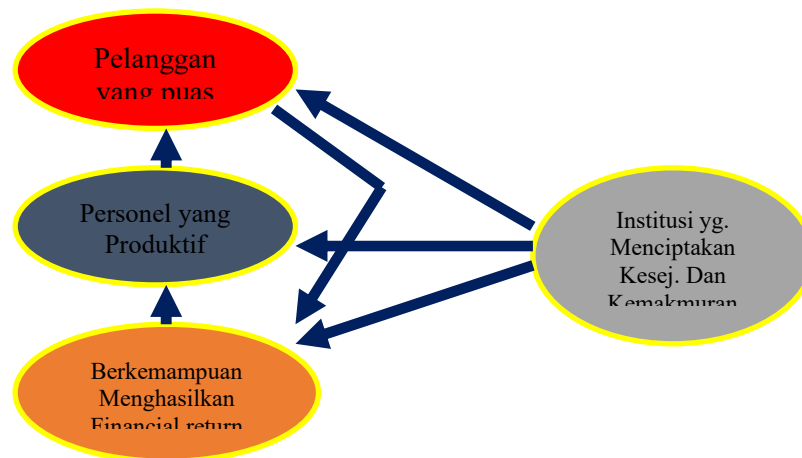 Pelanggan
yang puas
Personel yang
Produktif
Berkemampuan
Menghasilkan
Financial return
Institusi yg.
Menciptakan
Kesej. Dan
Kemakmuran